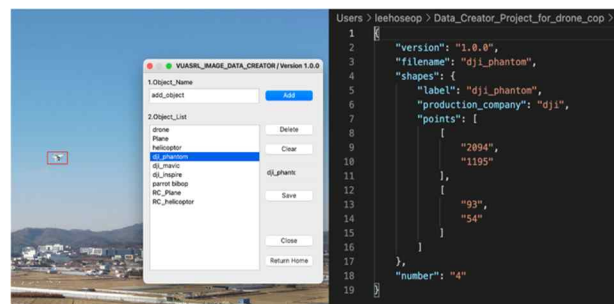 VUASRL_IMAGE_DATA_CREATOR / Version 1.0.0
1.Object_Name
add_object
Add
2.Object_List
drone
Plane
helicoptor
dji_phantom
dji_mavic
dji_inspire
parrot bibop
RC_Plane
RC_helicoptor
Delete
Clear
dji_phantc
Save
Close
Return Home
Users > leehoseop > Data_Creator_Project_for_drone_cop >
1 {
2 "version": "1.0.0",
3 "filename": "dji_phantom",
4 "shapes": {
5 "label": "dji_phantom",
6 "production_company": "dji",
7 "points": [
8 [
9 "2094",
10 "1195"
11 ],
12 [
13 "93",
14 "54"
15 ]
16 ]
17 },
18 "number": "4"
19 }